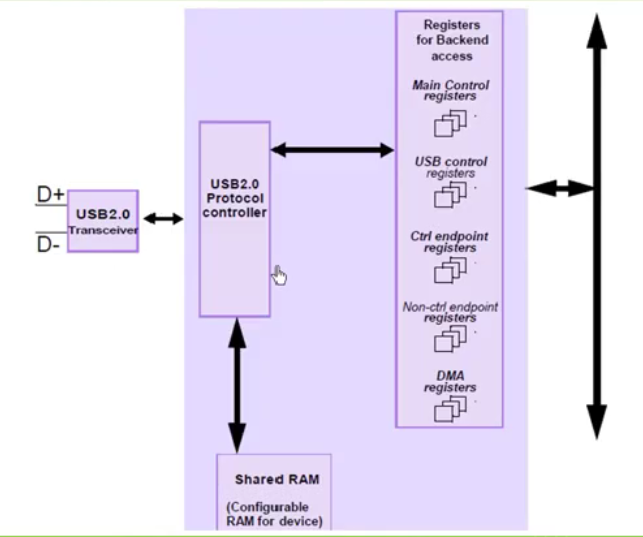 Registers
for Backend
access
Main Control
registers
USB control
registers
Ctrl endpoint
registers
Non-ctrl endpoint
registers
DMA
registers
USB2.0
Protocol
controller
D+
USB2.0
Transceiver
D-
Shared RAM
(Configurable
RAM for device)